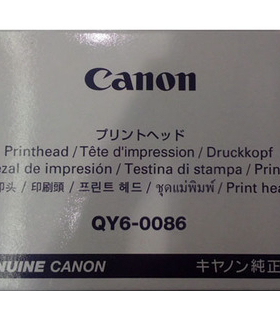 Canon
プリントヘッド
Printhead / Tête d'impression / Druckkopf
ezal de impresión / Testina di stampa / Prin
印头 / 印刷頭 / 프린트 헤드 / ชุดแม่พิมพ์ / Print hea
QY6-0086
NUINE CANON キヤノン純正